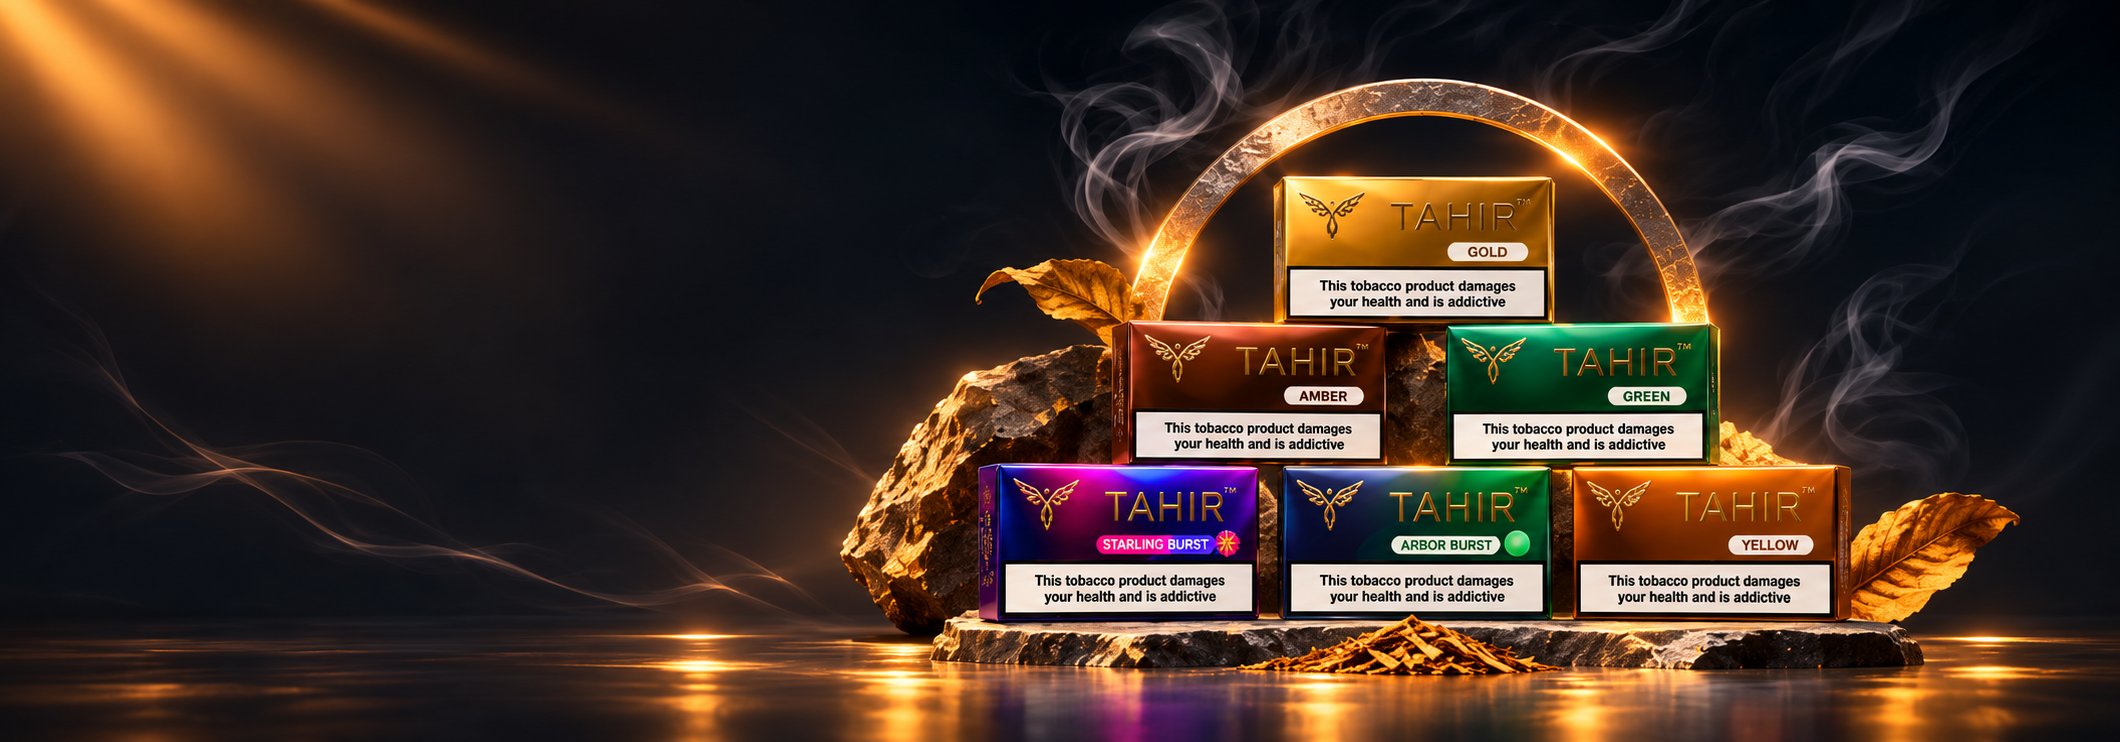 TAHIR™
GOLD
This tobacco product damages
your health and is addictive
TAHIR™
AMBER
This tobacco product damages
your health and is addictive
TAHIR™
GREEN
This tobacco product damages
your health and is addictive
TAHIR™
STARLING BURST
This tobacco product damages
your health and is addictive
TAHIR™
ARBOR BURST
This tobacco product damages
your health and is addictive
TAHIR™
YELLOW
This tobacco product damages
your health and is addictive